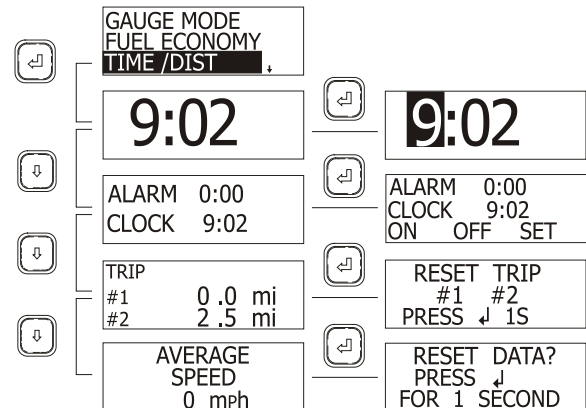 GAUGE MODE
FUEL ECONOMY
TIME /DIST
9:02
9:02
ALARM 0:00
CLOCK 9:02
ALARM 0:00
CLOCK 9:02
ON OFF SET
TRIP
#1 0.0 mi
#2 2.5 mi
RESET TRIP
#1 #2
PRESS ↲ 1S
AVERAGE
SPEED
0 mPh
RESET DATA?
PRESS ↲
FOR 1 SECOND